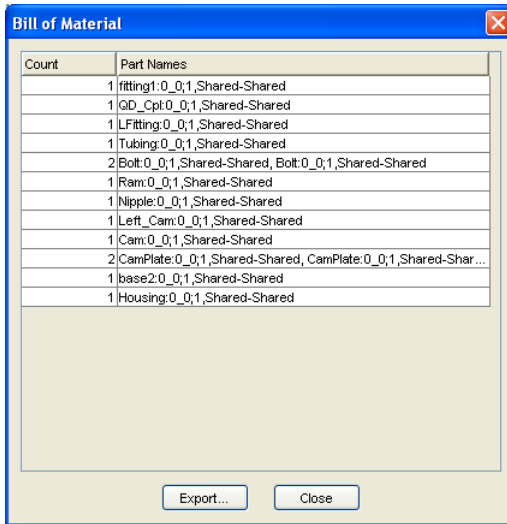 Bill of Material
Count Part Names
1 fitting1:0_0;1,Shared-Shared
1 QD_Cpl:0_0;1,Shared-Shared
1 LFitting:0_0;1,Shared-Shared
1 Tubing:0_0;1,Shared-Shared
2 Bolt:0_0;1,Shared-Shared, Bolt:0_0;1,Shared-Shared
1 Ram:0_0;1,Shared-Shared
1 Nipple:0_0;1,Shared-Shared
1 Left_Cam:0_0;1,Shared-Shared
1 Cam:0_0;1,Shared-Shared
2 CamPlate:0_0;1,Shared-Shared, CamPlate:0_0;1,Shared-Shar...
1 base2:0_0;1,Shared-Shared
1 Housing:0_0;1,Shared-Shared
Export... Close